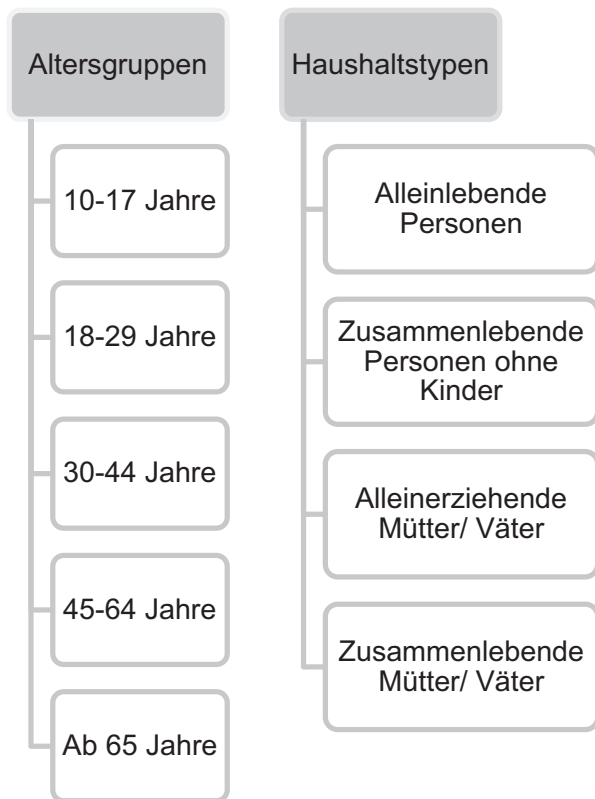 Altersgruppen
10-17 Jahre
18-29 Jahre
30-44 Jahre
45-64 Jahre
Ab 65 Jahre
Haushaltstypen
Alleinlebende
Personen
Zusammenlebende
Personen ohne
Kinder
Alleinerziehende
Mütter/ Väter
Zusammenlebende
Mütter/ Väter